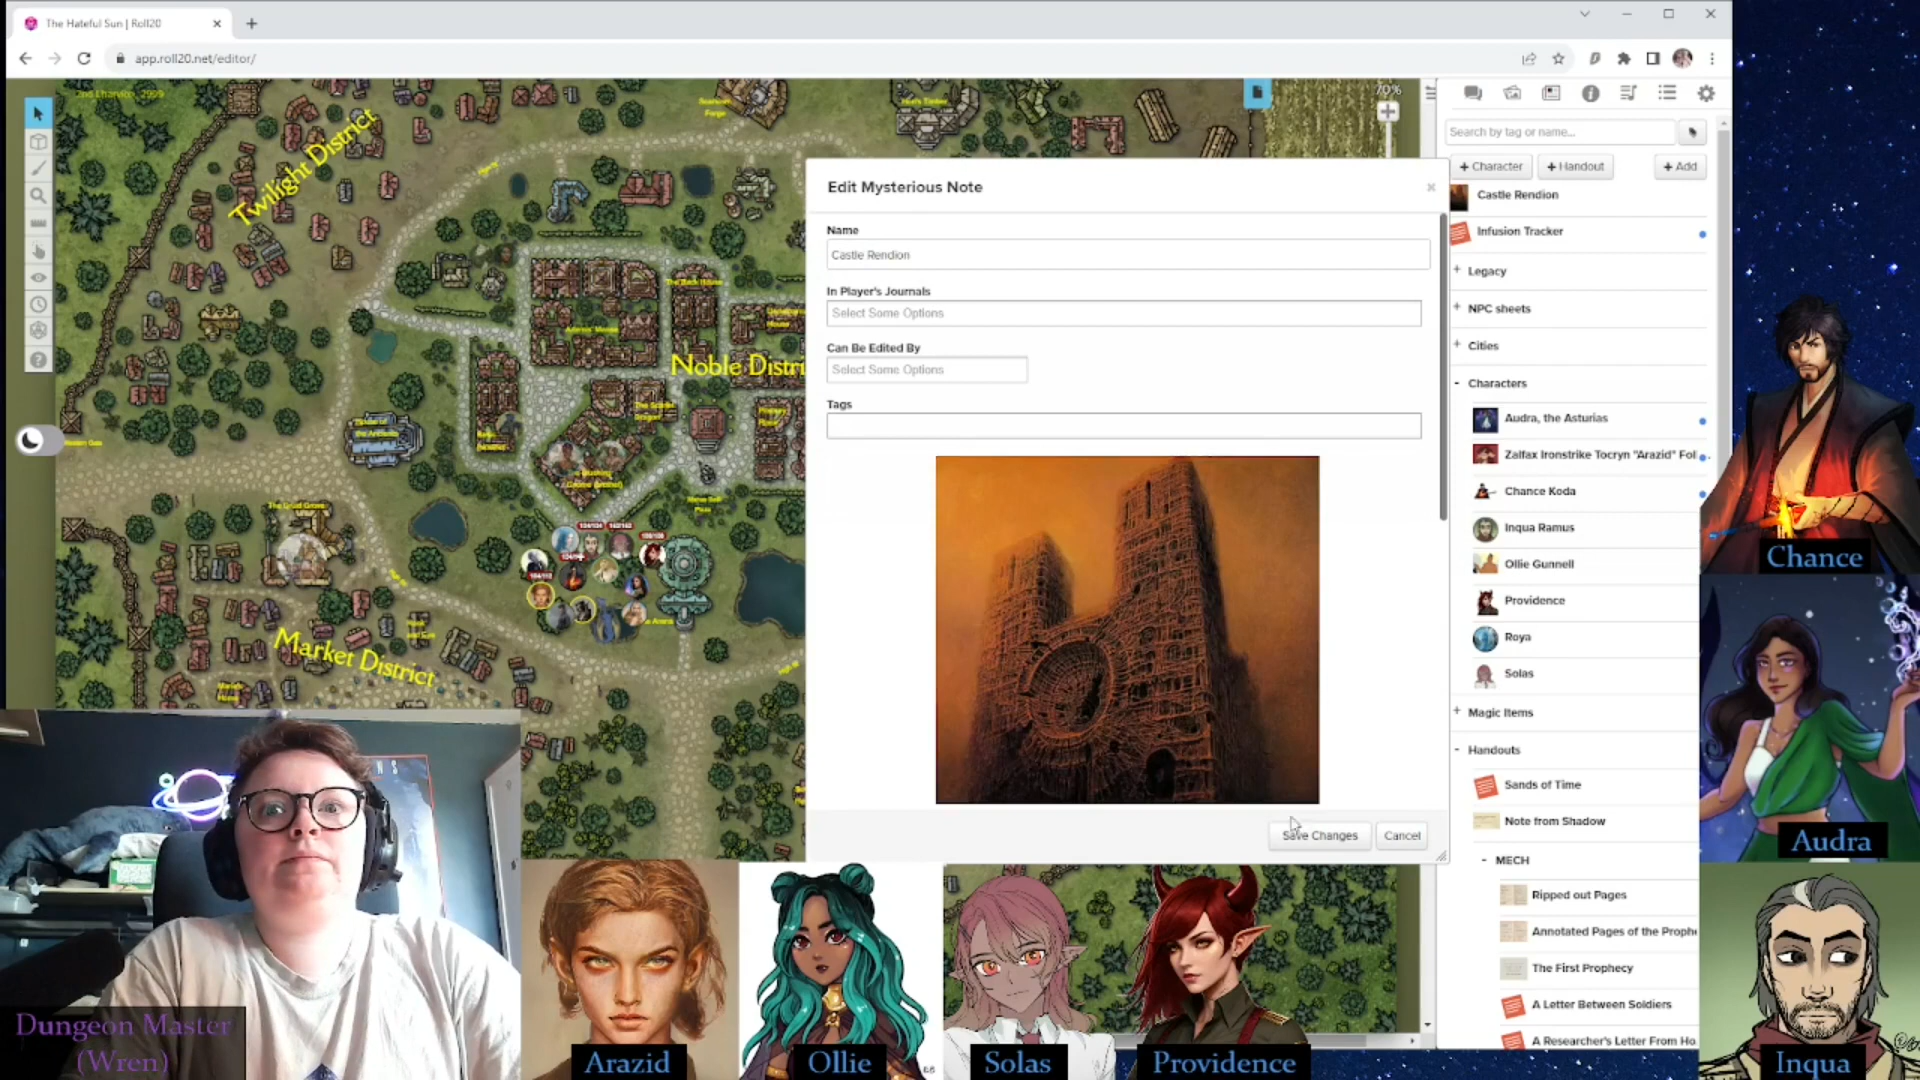 The Hateful Sun | Roll20
app.roll20.net/editor/
2nd Lharvion, 2999
70%
Twilight District
Noble Distri
Market District
Edit Mysterious Note
Name
Castle Rendion
In Player's Journals
Select Some Options
Can Be Edited By
Select Some Options
Tags
Save Changes
Cancel
Search by tag or name...
+ Character
+ Handout
+ Add
Castle Rendion
Infusion Tracker
Legacy
NPC sheets
Cities
Characters
Audra, the Asturias
Zalfax Ironstrike Tocryn "Arazid" Fol
Chance Koda
Inqua Ramus
Ollie Gunnell
Providence
Roya
Solas
Magic Items
Handouts
Sands of Time
Note from Shadow
MECH
Ripped out Pages
Annotated Pages of the Prophe
The First Prophecy
A Letter Between Soldiers
A Researcher's Letter From Ho
Chance
Audra
Inqua
Dungeon Master
(Wren)
Arazid
Ollie
Solas
Providence